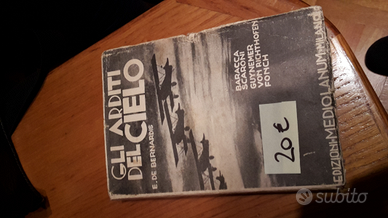 GLI ARDITI
DEL CIELO
E. DE BERNARDIS
BARACCA
SCARONI
GUYNEMER
VON RICHTHOFEN
FONCK
20€
EDIZIONI MEDIOLANUM MILANO
subito